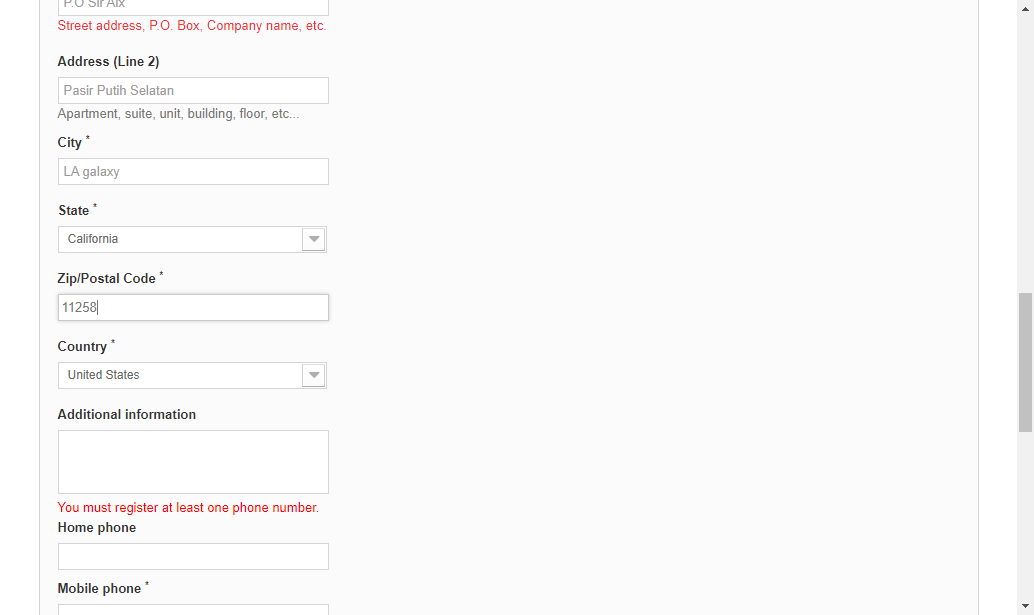 P.O Sir Alx
Street address, P.O. Box, Company name, etc.
Address (Line 2)
Pasir Putih Selatan
Apartment, suite, unit, building, floor, etc...
City *
LA galaxy
State *
California
Zip/Postal Code *
11258
Country *
United States
Additional information
You must register at least one phone number.
Home phone
Mobile phone *